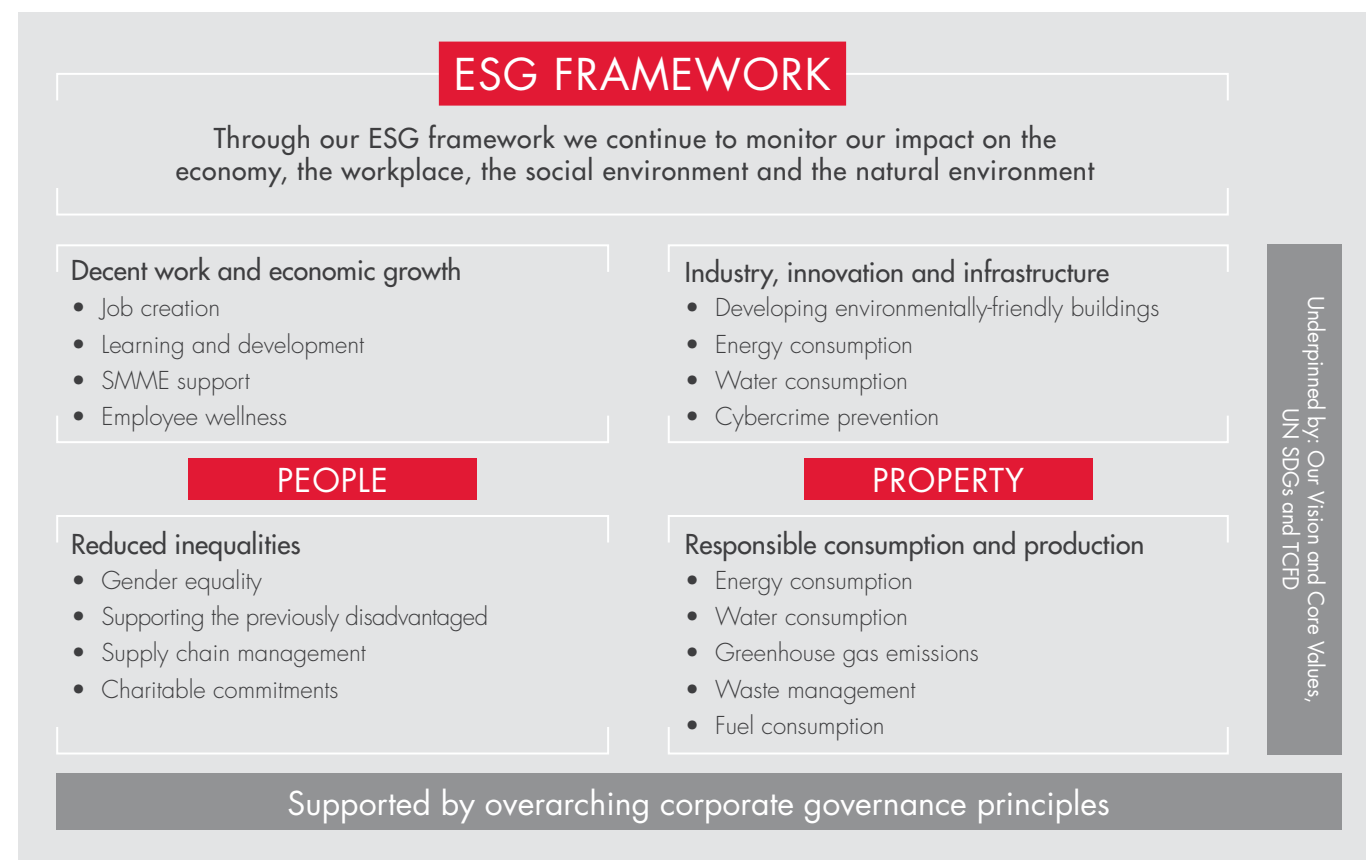 ESG FRAMEWORK
Through our ESG framework we continue to monitor our impact on the
economy, the workplace, the social environment and the natural environment
Decent work and economic growth
• Job creation
• Learning and development
• SMME support
• Employee wellness
Industry, innovation and infrastructure
• Developing environmentally-friendly buildings
• Energy consumption
• Water consumption
• Cybercrime prevention
PEOPLE
PROPERTY
Reduced inequalities
• Gender equality
• Supporting the previously disadvantaged
• Supply chain management
• Charitable commitments
Responsible consumption and production
• Energy consumption
• Water consumption
• Greenhouse gas emissions
• Waste management
• Fuel consumption
Underpinned by: Our Vision and Core Values,
UN SDGs and TCFD
Supported by overarching corporate governance principles